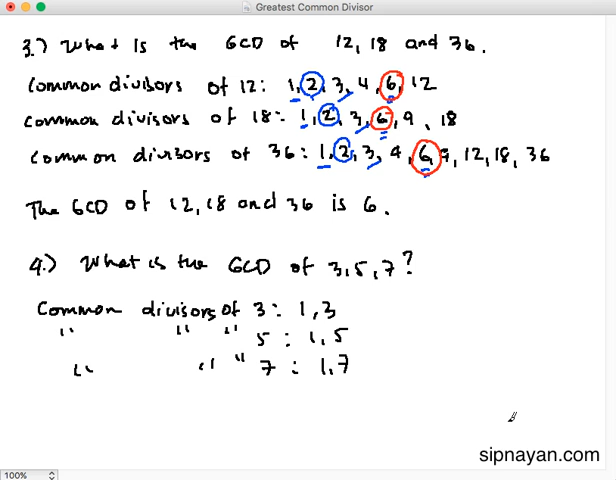 Greatest Common Divisor
3.) What is the GCD of 12, 18 and 36.
Common divisors of 12: 1, 2, 3, 4, 6, 12
Common divisors of 18: 1, 2, 3, 6, 9, 18
Common divisors of 36: 1, 2, 3, 4, 6, 9, 12, 18, 36
The GCD of 12, 18 and 36 is 6.
4.) What is the GCD of 3, 5, 7?
Common divisors of 3: 1, 3
" " " 5: 1, 5
" " " 7: 1, 7
sipnayan.com
100%